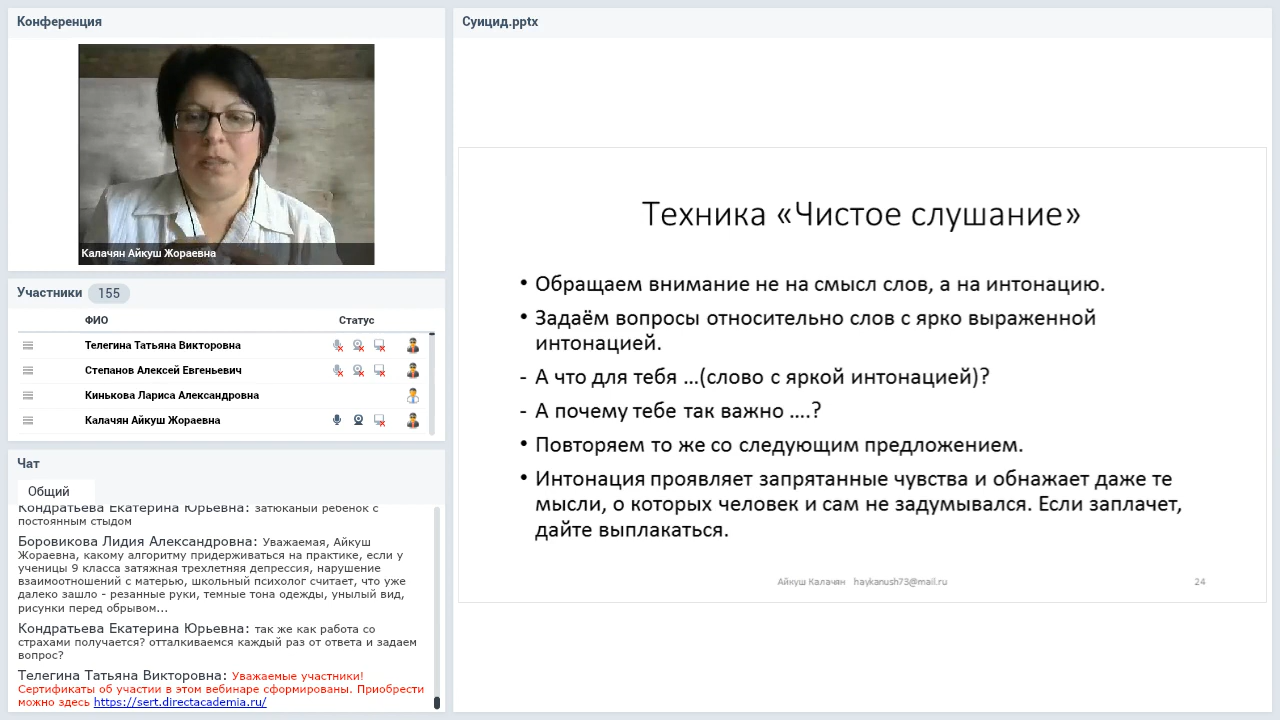 Конференция
Калачян Айкуш Жораевна
Участники 155
ФИО Статус
Телегина Татьяна Викторовна
Степанов Алексей Евгеньевич
Кинькова Лариса Александровна
Калачян Айкуш Жораевна
Чат
Общий
Кондратьева Екатерина Юрьевна: затюканый ребенок с
постоянным стыдом
Боровикова Лидия Александровна: Уважаемая, Айкуш
Жораевна, какому алгоритму придерживаться на практике, если у
ученицы 9 класса затяжная трехлетняя депрессия, нарушение
взаимоотношений с матерью, школьный психолог считает, что уже
далеко зашло - резанные руки, темные тона одежды, унылый вид,
рисунки перед обрывом...
Кондратьева Екатерина Юрьевна: так же как работа со
страхами получается? отталкиваемся каждый раз от ответа и задаем
вопрос?
Телегина Татьяна Викторовна: Уважаемые участники!
Сертификаты об участии в этом вебинаре сформированы. Приобрести
можно здесь https://sert.directacademia.ru/
Суицид.pptx
Техника «Чистое слушание»
• Обращаем внимание не на смысл слов, а на интонацию.
• Задаём вопросы относительно слов с ярко выраженной
интонацией.
- А что для тебя ...(слово с яркой интонацией)?
- А почему тебе так важно ....?
• Повторяем то же со следующим предложением.
• Интонация проявляет запрятанные чувства и обнажает даже те
мысли, о которых человек и сам не задумывался. Если заплачет,
дайте выплакаться.
Айкуш Калачян haykanush73@mail.ru
24